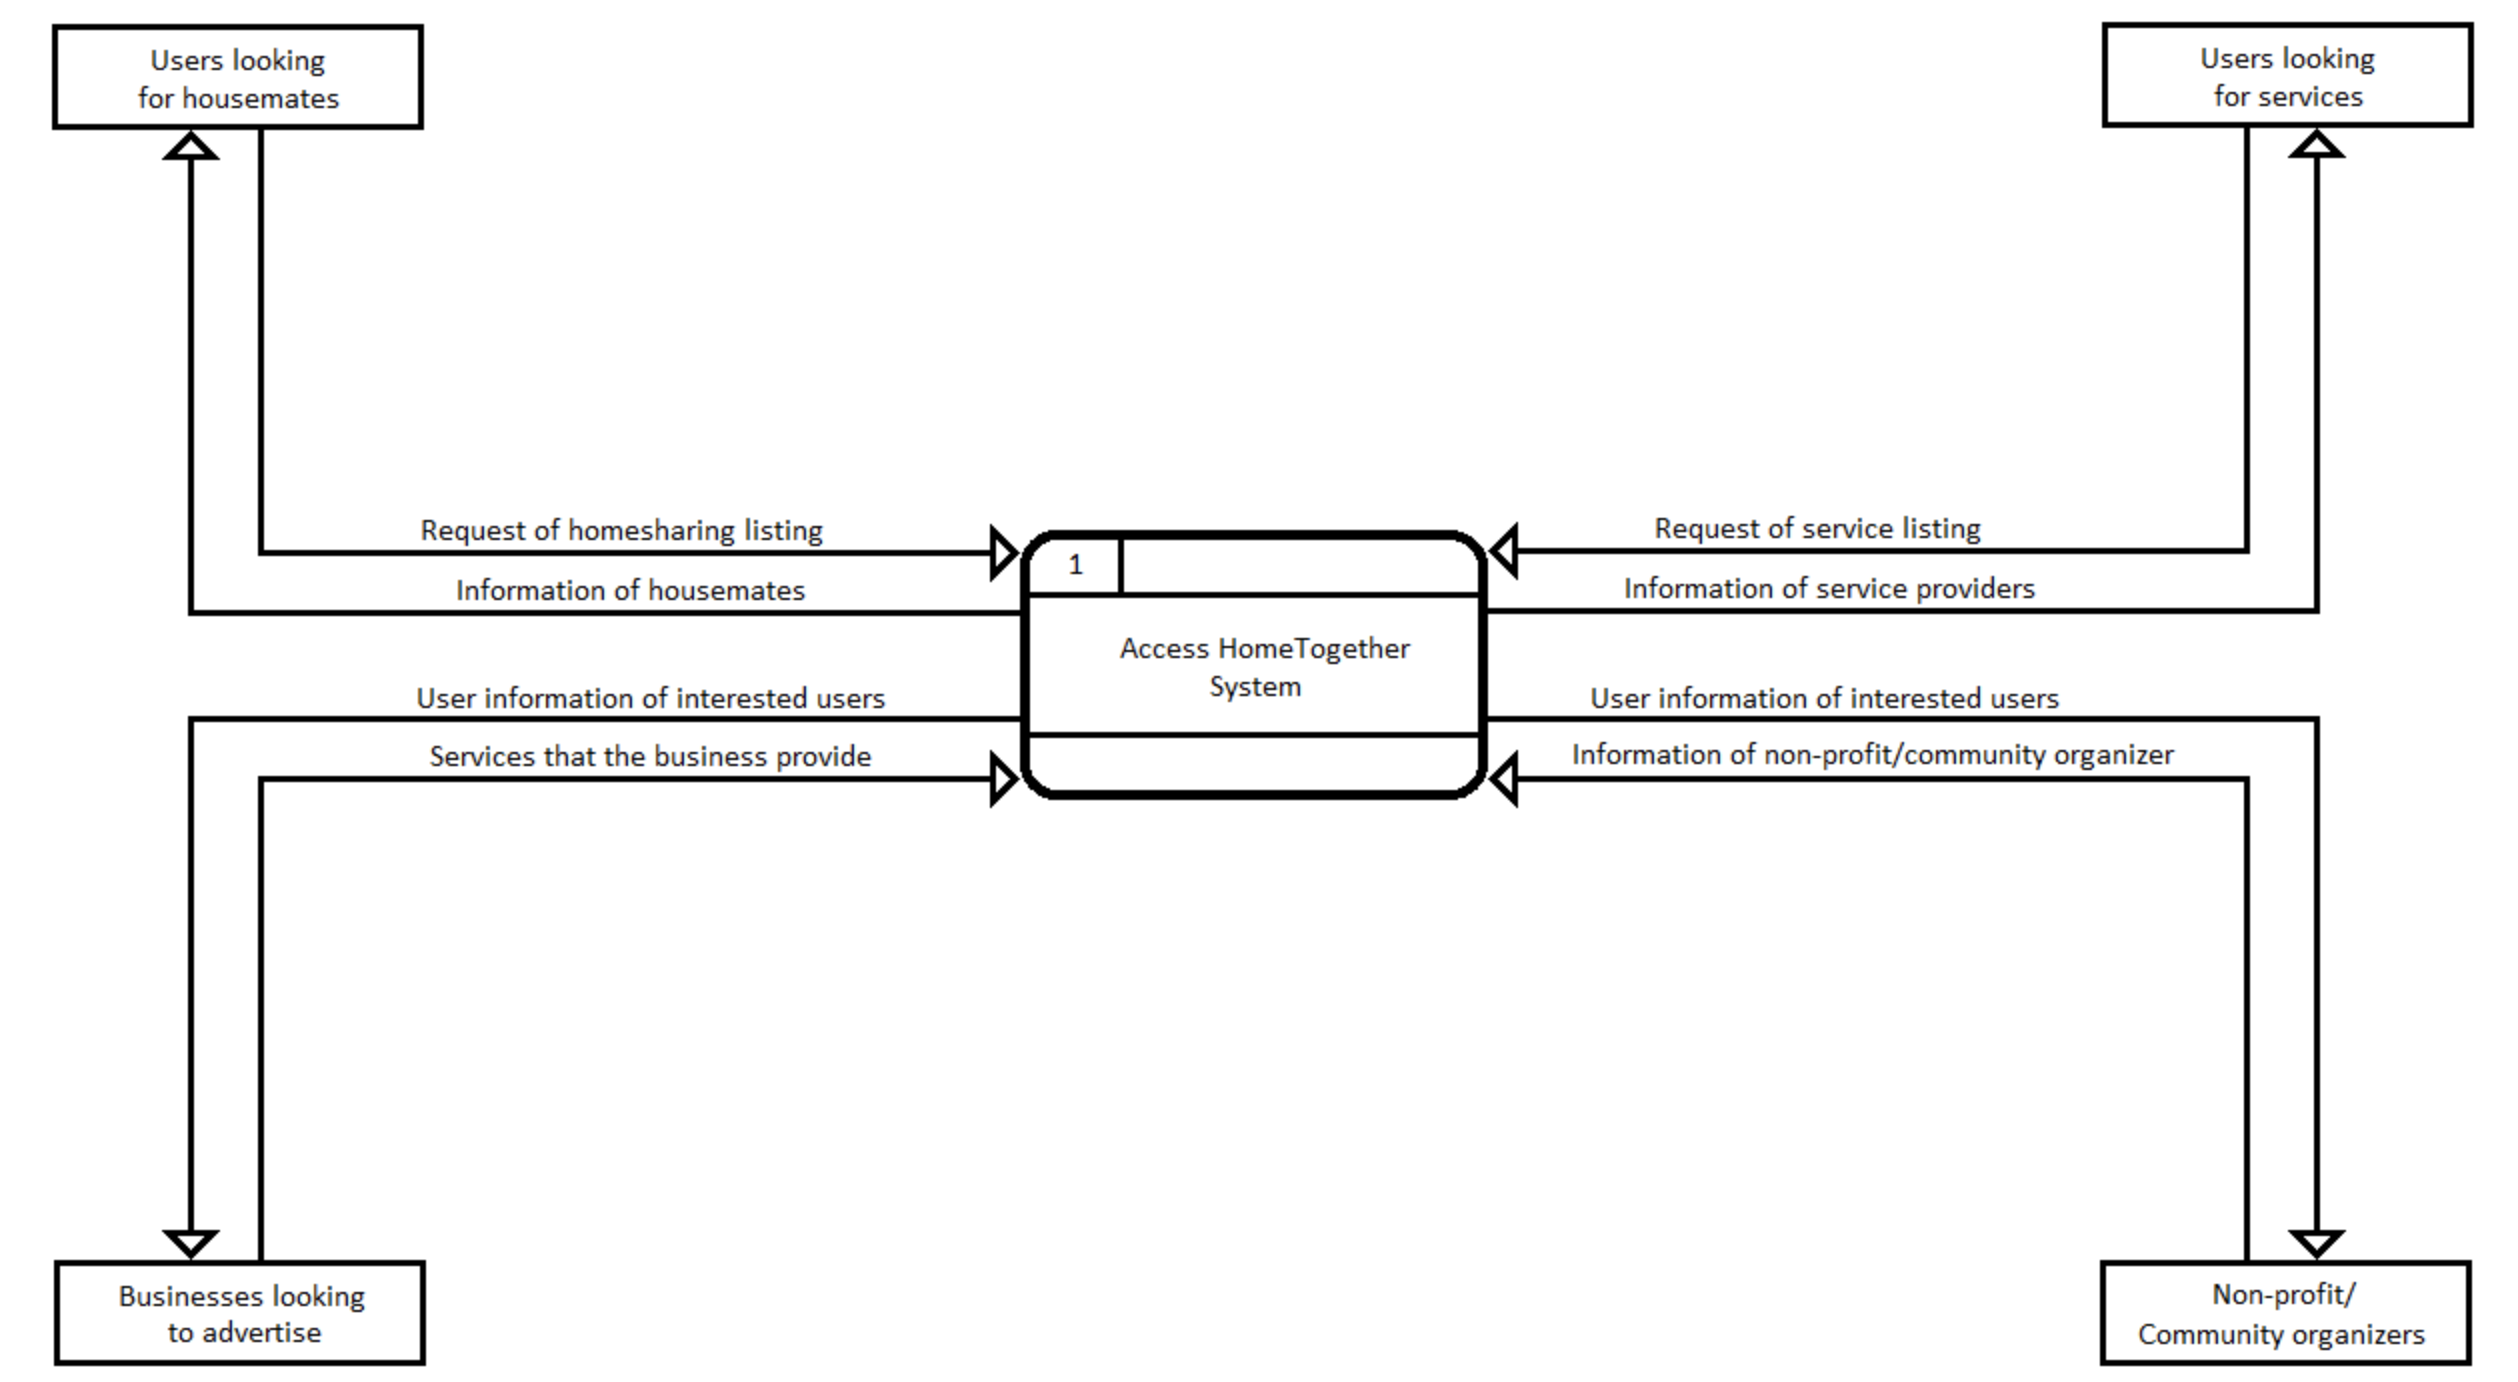 Users looking
for housemates
Users looking
for services
Request of homesharing listing
Information of housemates
Request of service listing
Information of service providers
1
Access HomeTogether
System
User information of interested users
Services that the business provide
User information of interested users
Information of non-profit/community organizer
Businesses looking
to advertise
Non-profit/
Community organizers